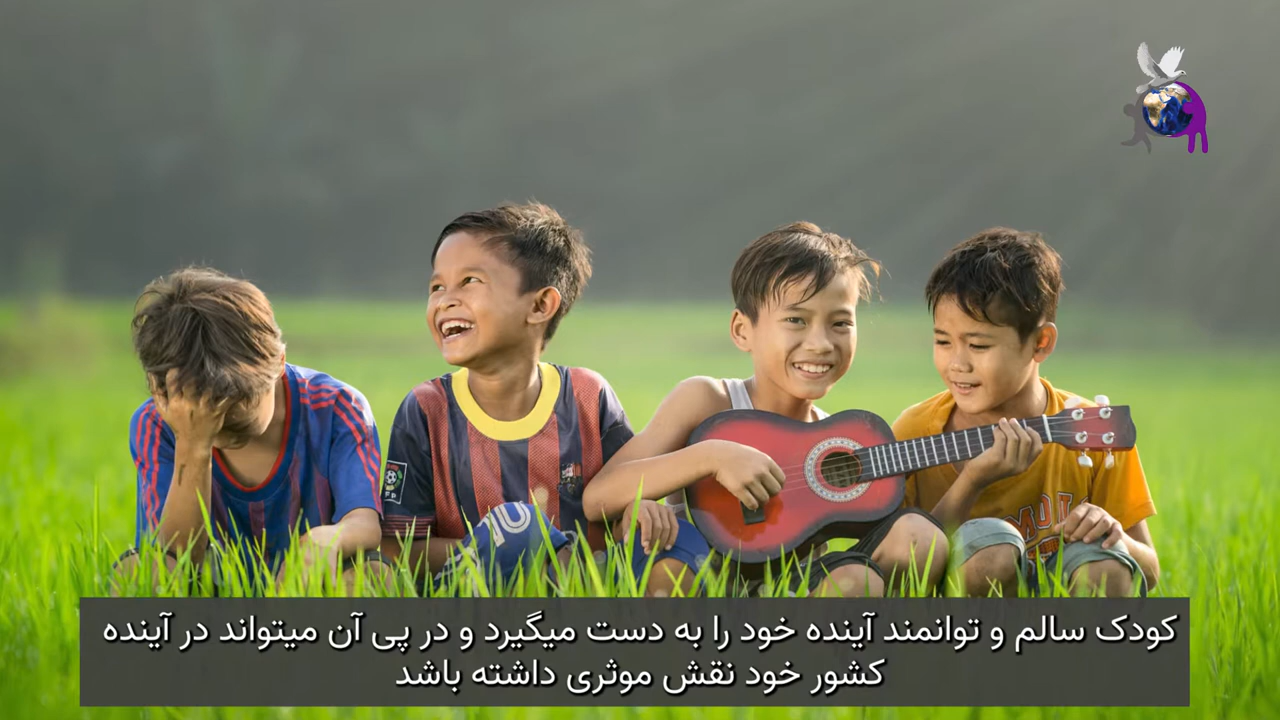 کودک سالم و توانمند آینده خود را به دست میگیرد و در پی آن میتواند در آینده
کشور خود نقش موثری داشته باشد
10